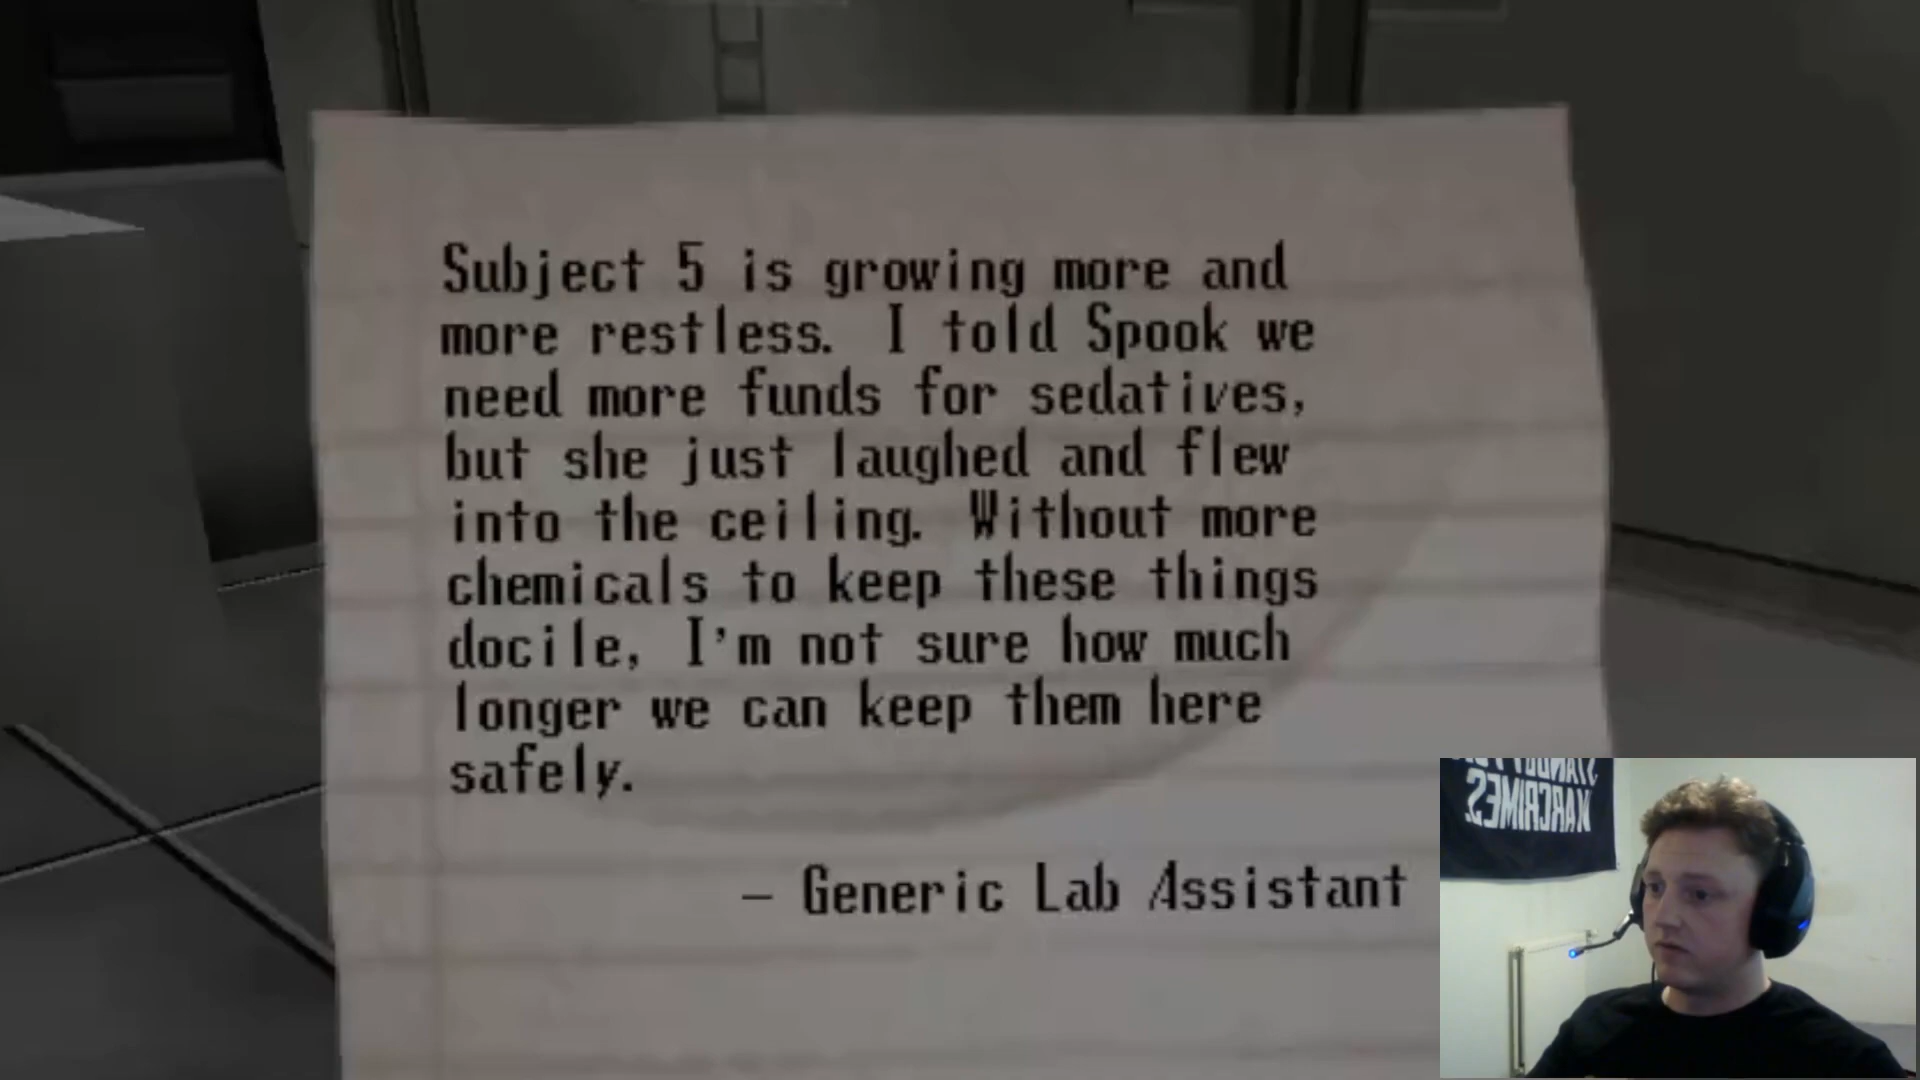 Subject 5 is growing more and
more restless. I told Spook we
need more funds for sedatives,
but she just laughed and flew
into the ceiling. Without more
chemicals to keep these things
docile, I'm not sure how much
longer we can keep them here
safely.
– Generic Lab Assistant
WARCRIMES